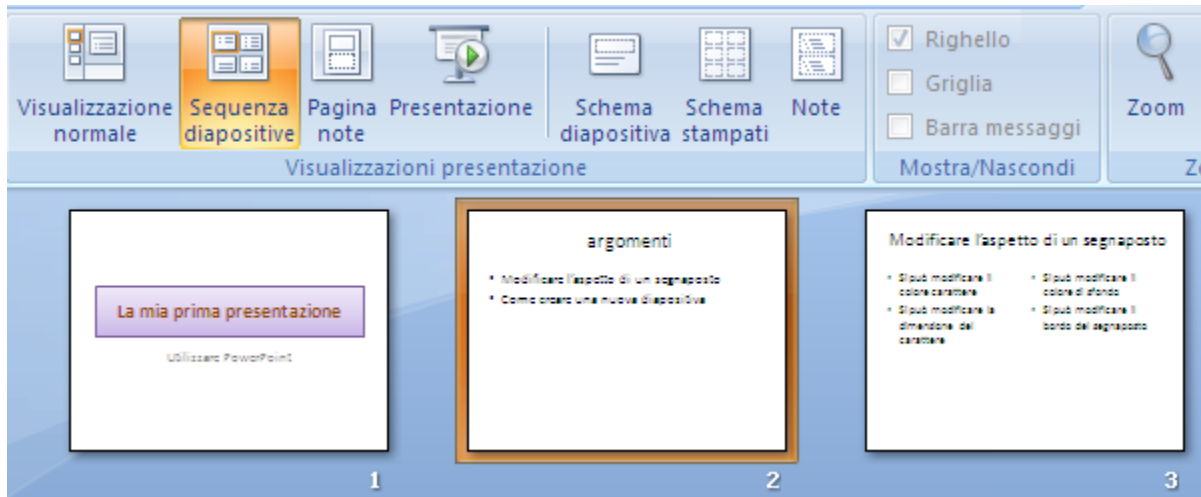 Visualizzazione normale
Sequenza diapositive
Pagina note
Presentazione
Schema diapositiva
Schema stampati
Note
Righello
Griglia
Barra messaggi
Zoom
Visualizzazioni presentazione
Mostra/Nascondi
La mia prima presentazione
Utilizzare PowerPoint
1
argomenti
Modificare l'aspetto di un segnaposto
Come creare una nuova diapositiva
2
Modificare l'aspetto di un segnaposto
Si può modificare il
colore carattere
Si può modificare la
dimensione del
carattere
Si può modificare il
colore di sfondo
Si può modificare il
bordo del segnaposto
3